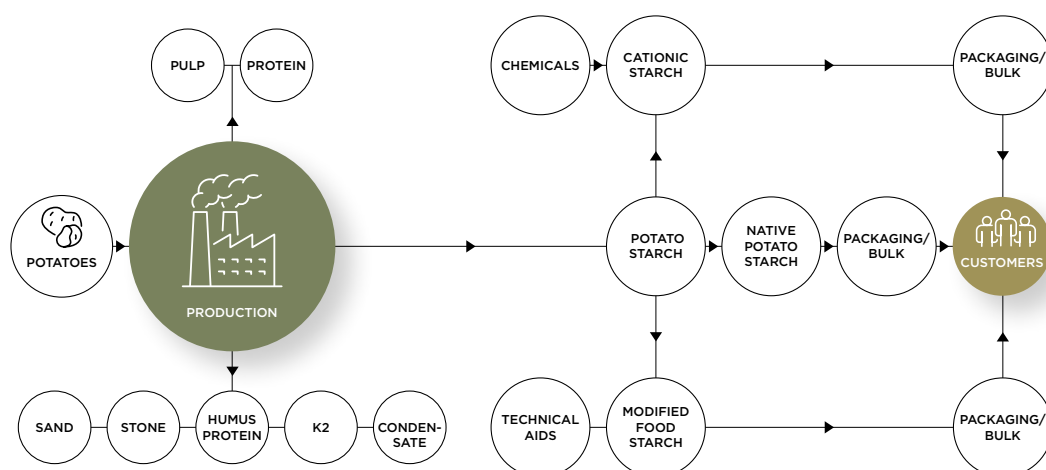 PULP
PROTEIN
CHEMICALS
CATIONIC
STARCH
PACKAGING/
BULK
POTATOES
PRODUCTION
POTATO
STARCH
NATIVE
POTATO
STARCH
PACKAGING/
BULK
CUSTOMERS
SAND
STONE
HUMUS
PROTEIN
K2
CONDEN-
SATE
TECHNICAL
AIDS
MODIFIED
FOOD
STARCH
PACKAGING/
BULK